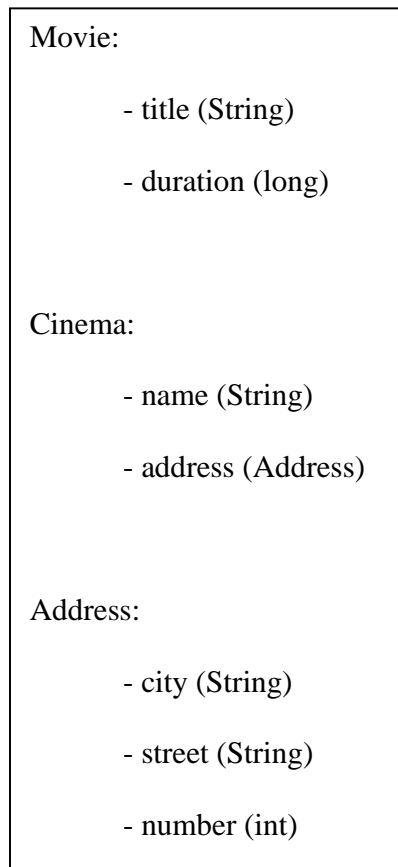 Movie:
- title (String)
- duration (long)
Cinema:
- name (String)
- address (Address)
Address:
- city (String)
- street (String)
- number (int)